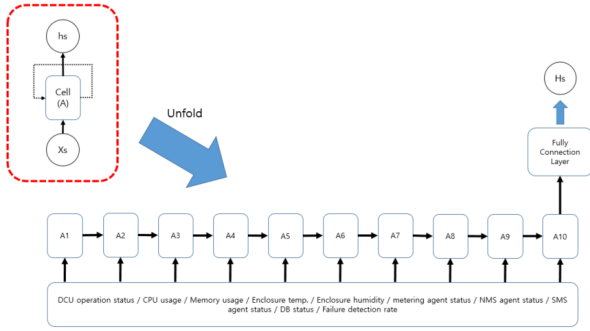 hs
Cell
(A)
Xs
Unfold
Hs
Fully
Connection
Layer
A1
A2
A3
A4
A5
A6
A7
A8
A9
A10
DCU operation status / CPU usage / Memory usage / Enclosure temp. / Enclosure humidity / metering agent status / NMS agent status / SMS
agent status / DB status / Failure detection rate